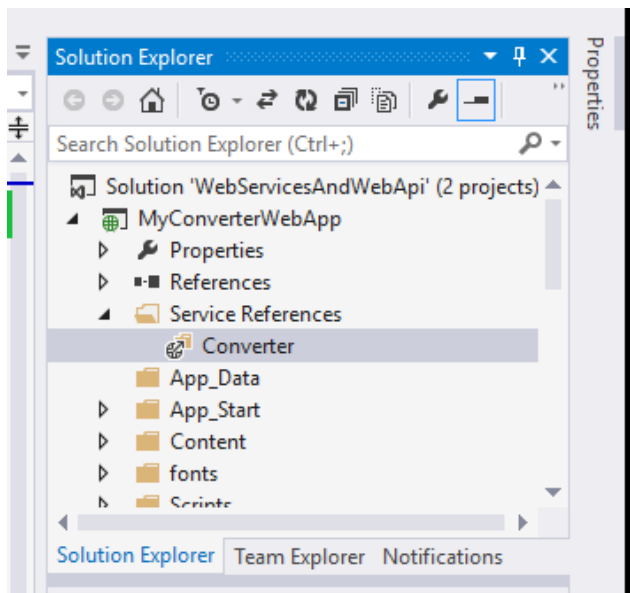 Properties
Solution Explorer
Search Solution Explorer (Ctrl+;)
Solution 'WebServicesAndWebApi' (2 projects)
MyConverterWebApp
Properties
References
Service References
Converter
App_Data
App_Start
Content
fonts
Scripts
Solution Explorer Team Explorer Notifications